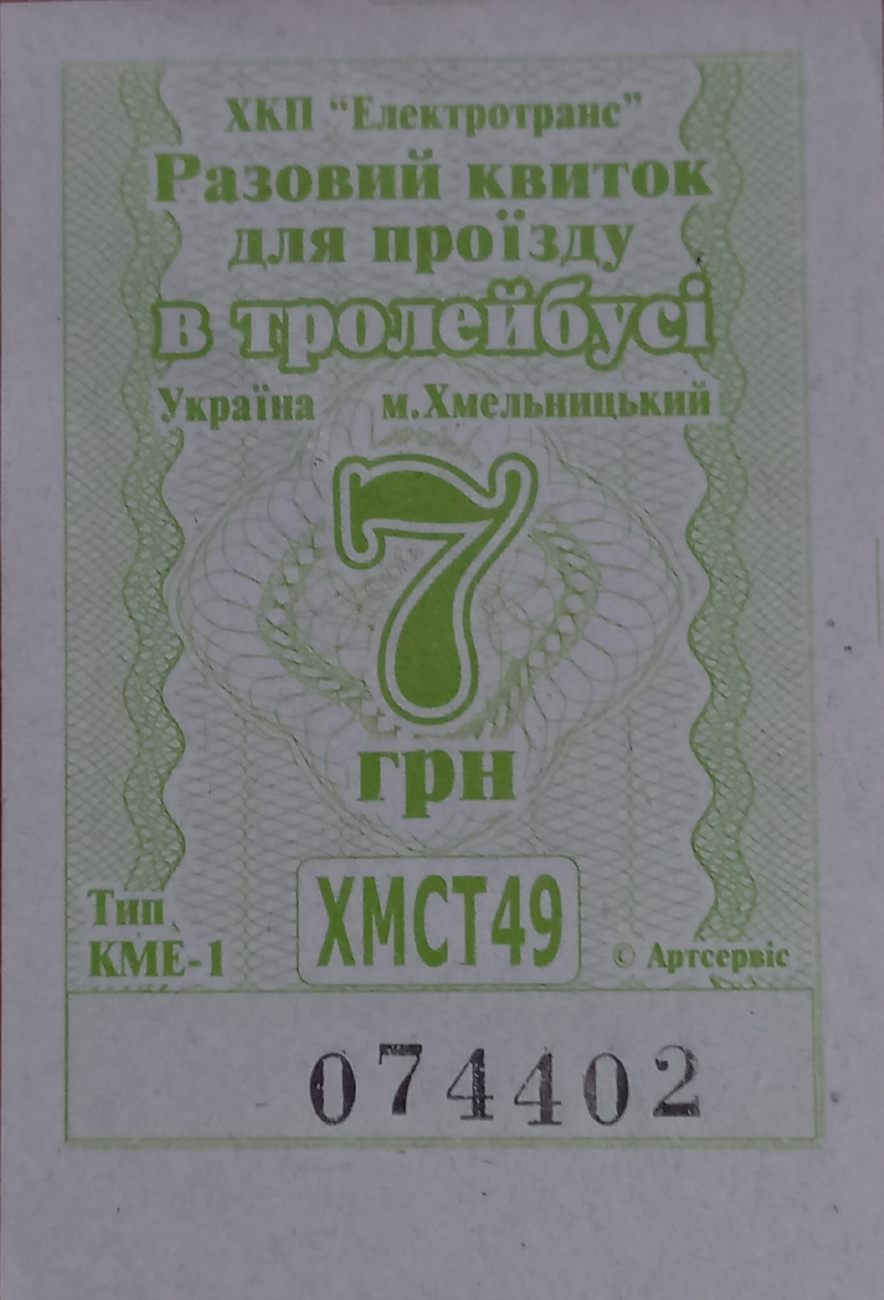 ХКП “Електротранс”
Разовий квиток
для проїзду
в тролейбусі
Україна м.Хмельницький
7
грн
ХМСТ49
Тип
КМЕ-1
© Артсервіс
074402